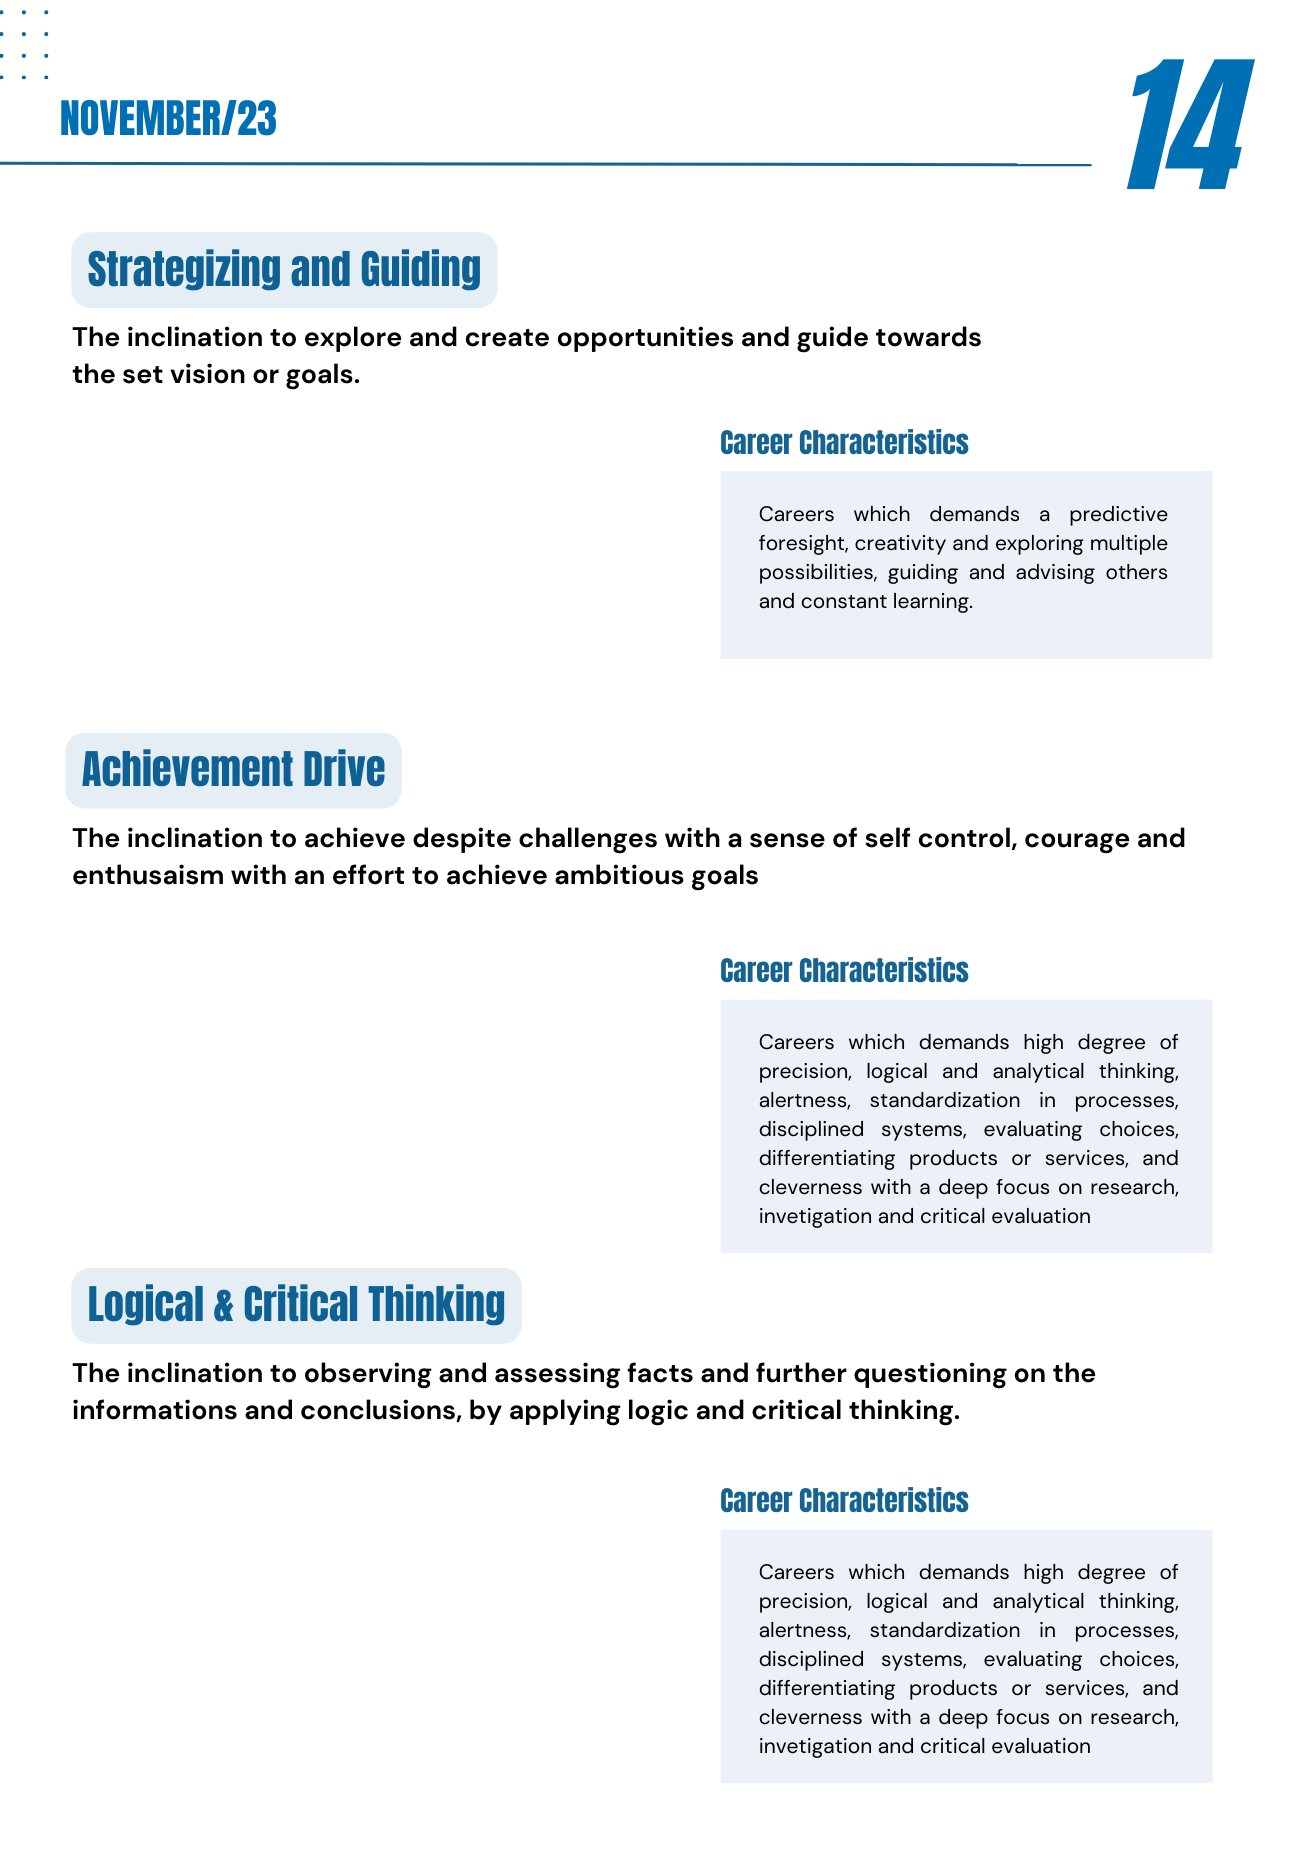 NOVEMBER/23
14
Strategizing and Guiding
The inclination to explore and create opportunities and guide towards
the set vision or goals.
Career Characteristics
Careers which demands a predictive
foresight, creativity and exploring multiple
possibilities, guiding and advising others
and constant learning.
Achievement Drive
The inclination to achieve despite challenges with a sense of self control, courage and
enthusaism with an effort to achieve ambitious goals
Career Characteristics
Careers which demands high degree of
precision, logical and analytical thinking,
alertness, standardization in processes,
disciplined systems, evaluating choices,
differentiating products or services, and
cleverness with a deep focus on research,
invetigation and critical evaluation
Logical & Critical Thinking
The inclination to observing and assessing facts and further questioning on the
informations and conclusions, by applying logic and critical thinking.
Career Characteristics
Careers which demands high degree of
precision, logical and analytical thinking,
alertness, standardization in processes,
disciplined systems, evaluating choices,
differentiating products or services, and
cleverness with a deep focus on research,
invetigation and critical evaluation